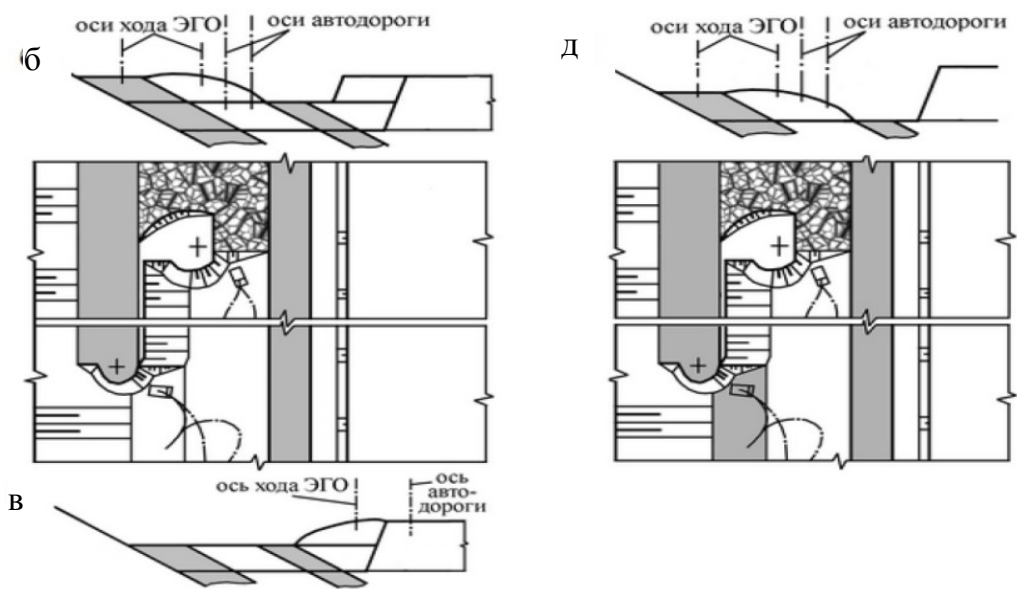 б
оси хода ЭГО
оси автодороги
д
оси хода ЭГО
оси автодороги
в
ось хода ЭГО
ось
авто-
дороги